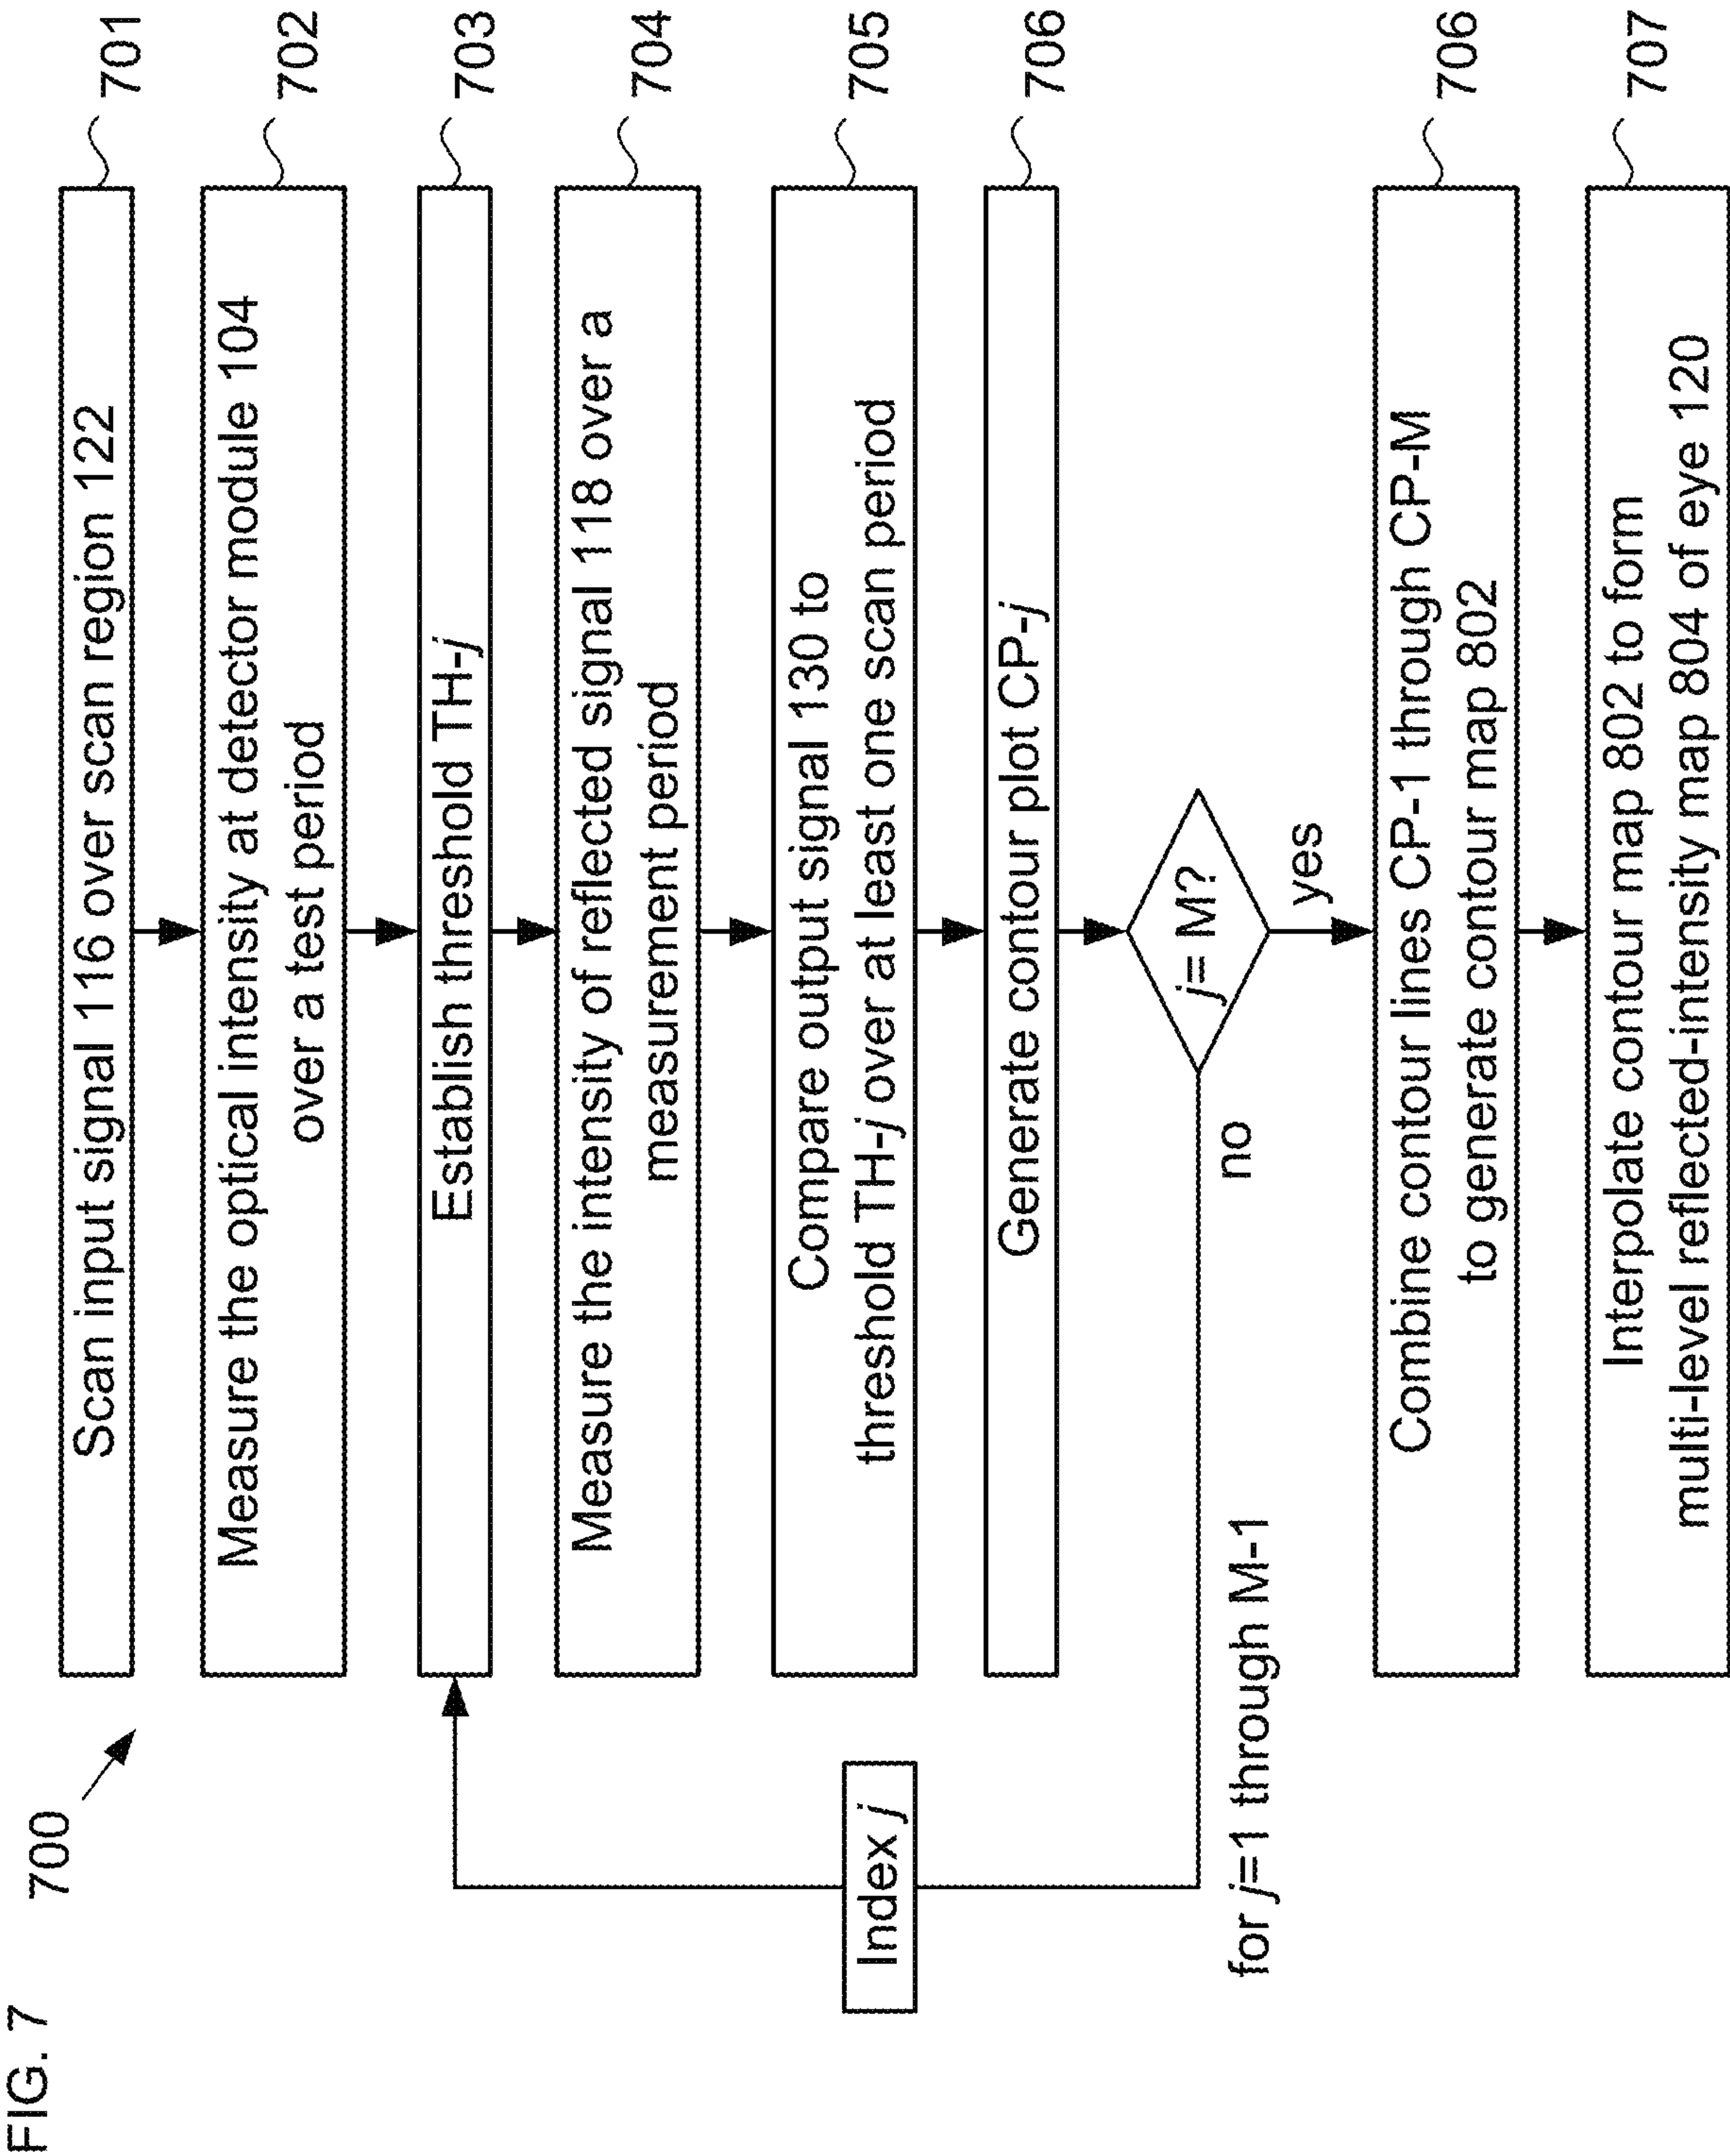 FIG. 7
700
Scan input signal 116 over scan region 122
701
Measure the optical intensity at detector module 104
over a test period
702
Establish threshold TH-j
703
Measure the intensity of reflected signal 118 over a
measurement period
704
Compare output signal 130 to
threshold TH-j over at least one scan period
705
Generate contour plot CP-j
706
Index j
j= M?
no
yes
for j=1 through M-1
Combine contour lines CP-1 through CP-M
to generate contour map 802
706
Interpolate contour map 802 to form
multi-level reflected-intensity map 804 of eye 120
707